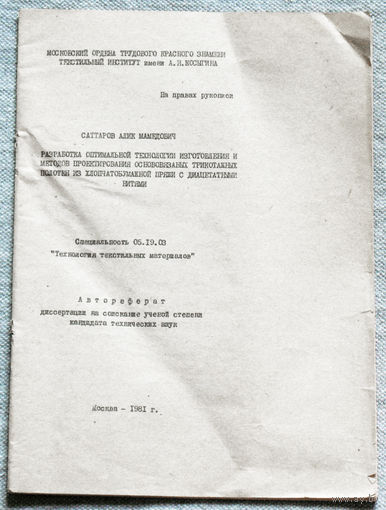 МОСКОВСКИЙ ОРДЕНА ТРУДОВОГО КРАСНОГО ЗНАМЕНИ
ТЕКСТИЛЬНЫЙ ИНСТИТУТ имени А.Н.КОСЫГИНА
На правах рукописи
САТТАРОВ АЛИК МАМЕДОВИЧ
РАЗРАБОТКА ОПТИМАЛЬНОЙ ТЕХНОЛОГИИ ИЗГОТОВЛЕНИЯ И
МЕТОДОВ ПРОЕКТИРОВАНИЯ ОСНОВОВЯЗАНЫХ ТРИКОТАЖНЫХ
ПОЛОТЕН ИЗ ХЛОПЧАТОБУМАЖНОЙ ПРЯЖИ С ДИАЦЕТАТНЫМИ
НИТЯМИ
Специальность 05.19.03
"Технология текстильных материалов"
Автореферат
диссертации на соискание ученой степени
кандидата технических наук
Москва - 1981 г.